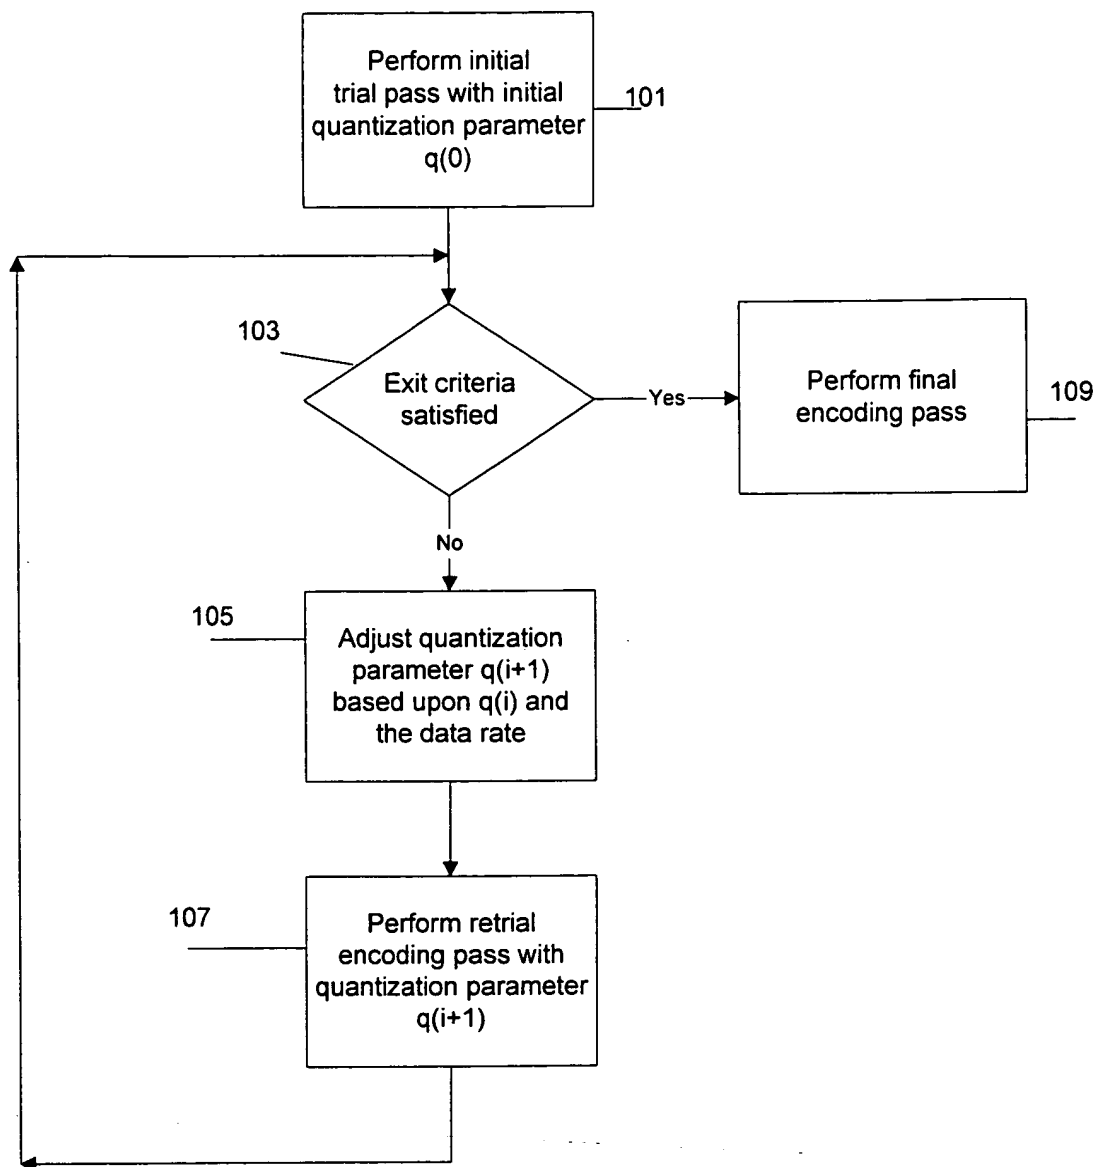 Perform initial
trial pass with initial
quantization parameter
q(0)
101
103
Exit criteria
satisfied
Yes
Perform final
encoding pass
109
No
105
Adjust quantization
parameter q(i+1)
based upon q(i) and
the data rate
107
Perform retrial
encoding pass with
quantization parameter
q(i+1)